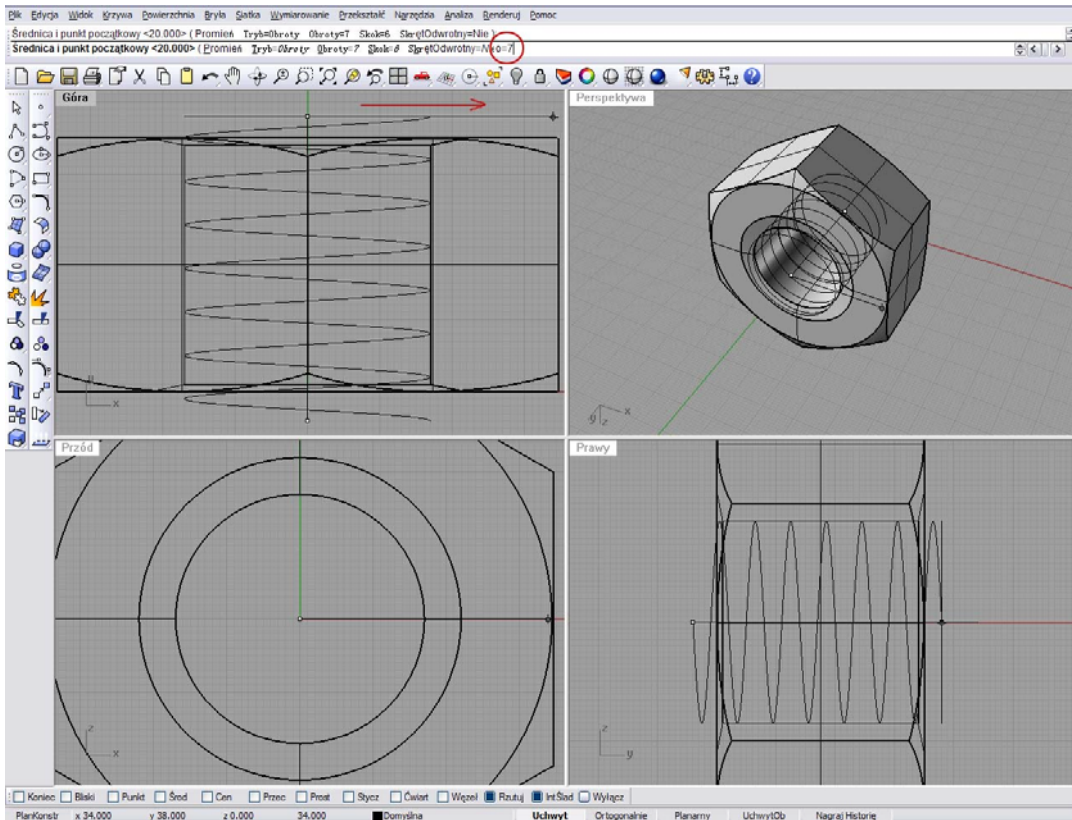 Plik Edycja Widok Krzywa Powierzchnia Bryła Siatka Wymiarowanie Przekształć Narzędzia Analiza Renderuj Pomoc
Średnica i punkt początkowy <20.000> ( Promień Tryb=Obroty Obroty=7 Skok=6 SkrętOdwrotny=Nie )
Średnica i punkt początkowy <20.000> ( Promień Tryb=Obroty Obroty=7 Skok=6 SkrętOdwrotny=Nie o=7
Góra
Perspektywa
y
x
x
y
z
Przód
Prawy
z
x
z
y
Koniec Bliski Punkt Środ Cen Przec Prost Stycz Ćwiart Węzeł Rzutuj IntŚlad Wyłącz
PlanKonstr x 34.000 y 38.000 z 0.000 34.000 Domyślna Uchwyt Ortogonalnie Planarny UchwytOb Nagraj Historię